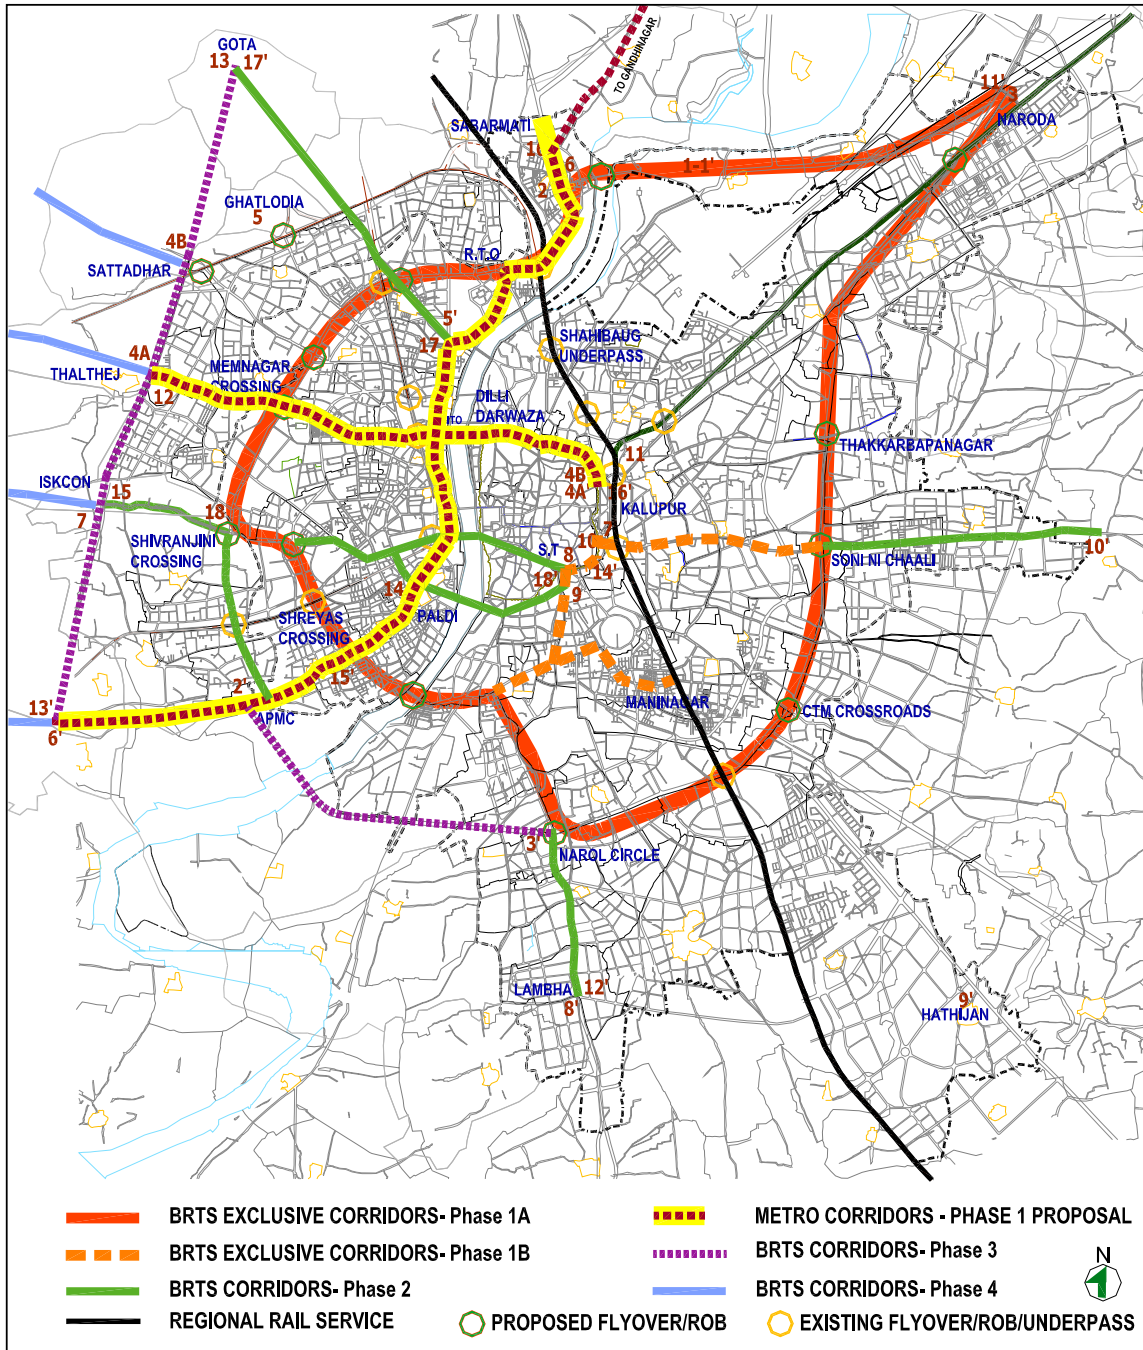 GOTA
13 17'
TO GANDHINAGAR
11'
NARODA
SABARMATI
1
6
1-1'
2
GHATLODIA
5
4B
SATTADHAR
R.T.O
5'
17
SHAHIBAUG
UNDERPASS
4A
THALTHEJ
12
MEMNAGAR
CROSSING
DILLI
DARWAZA
ITO
THAKKARBAPANAGAR
11
4B
4A
6'
KALUPUR
ISKCON
15
7
18
SHIVRANJINI
CROSSING
7
10
S.T
8
14'
18'
9
SONI NI CHAALI
10'
14
PALDI
SHREYAS
CROSSING
15'
2'
13'
6
APMC
MANINAGAR
CTM CROSSROADS
3'
NAROL CIRCLE
LAMBHA
12'
8'
9'
HATHIJAN
BRTS EXCLUSIVE CORRIDORS- Phase 1A
METRO CORRIDORS - PHASE 1 PROPOSAL
BRTS EXCLUSIVE CORRIDORS- Phase 1B
BRTS CORRIDORS- Phase 3
N
BRTS CORRIDORS- Phase 2
BRTS CORRIDORS- Phase 4
REGIONAL RAIL SERVICE
PROPOSED FLYOVER/ROB
EXISTING FLYOVER/ROB/UNDERPASS